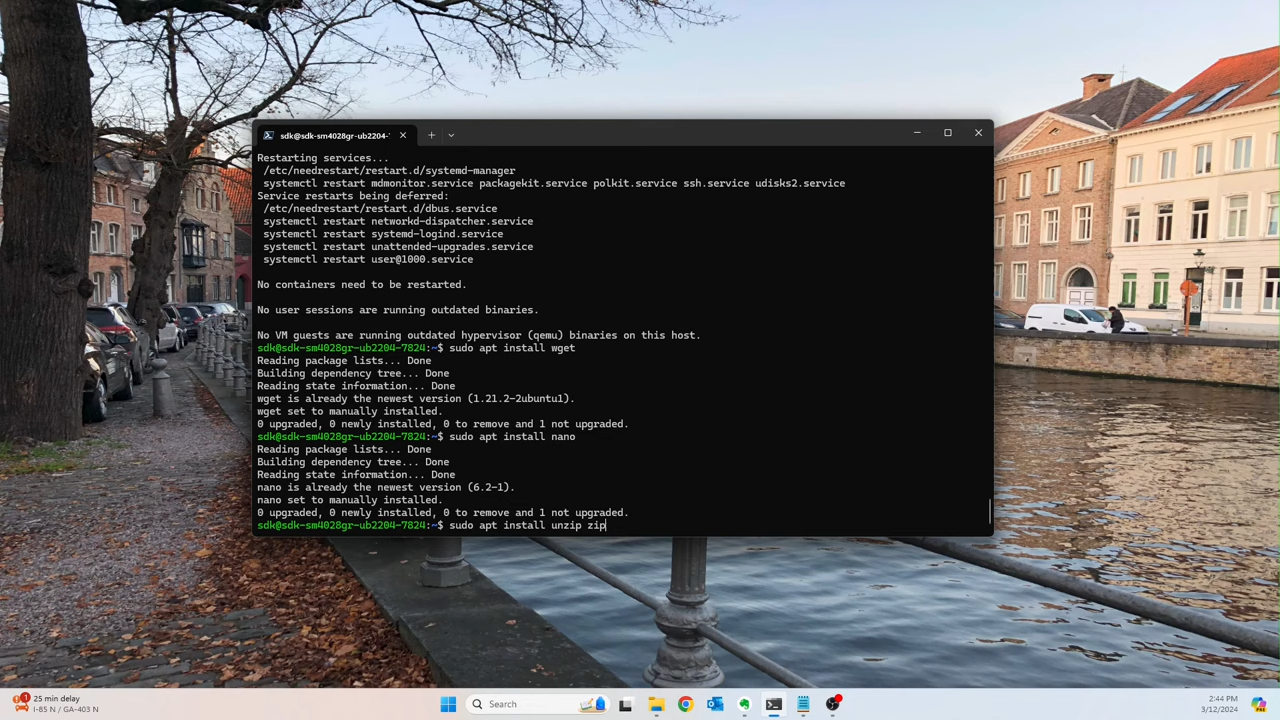 sdk@sdk-sm4028gr-ub2204-
Restarting services...
/etc/needrestart/restart.d/systemd-manager
systemctl restart mdmonitor.service packagekit.service polkit.service ssh.service udisks2.service
Service restarts being deferred:
/etc/needrestart/restart.d/dbus.service
systemctl restart networkd-dispatcher.service
systemctl restart systemd-logind.service
systemctl restart unattended-upgrades.service
systemctl restart user@1000.service
No containers need to be restarted.
No user sessions are running outdated binaries.
No VM guests are running outdated hypervisor (qemu) binaries on this host.
sdk@sdk-sm4028gr-ub2204-7824:~$ sudo apt install wget
Reading package lists... Done
Building dependency tree... Done
Reading state information... Done
wget is already the newest version (1.21.2-2ubuntu1).
wget set to manually installed.
0 upgraded, 0 newly installed, 0 to remove and 1 not upgraded.
sdk@sdk-sm4028gr-ub2204-7824:~$ sudo apt install nano
Reading package lists... Done
Building dependency tree... Done
Reading state information... Done
nano is already the newest version (6.2-1).
nano set to manually installed.
0 upgraded, 0 newly installed, 0 to remove and 1 not upgraded.
sdk@sdk-sm4028gr-ub2204-7824:~$ sudo apt install unzip zip
1
25 min delay
I-85 N / GA-403 N
Search
2:44 PM
3/12/2024